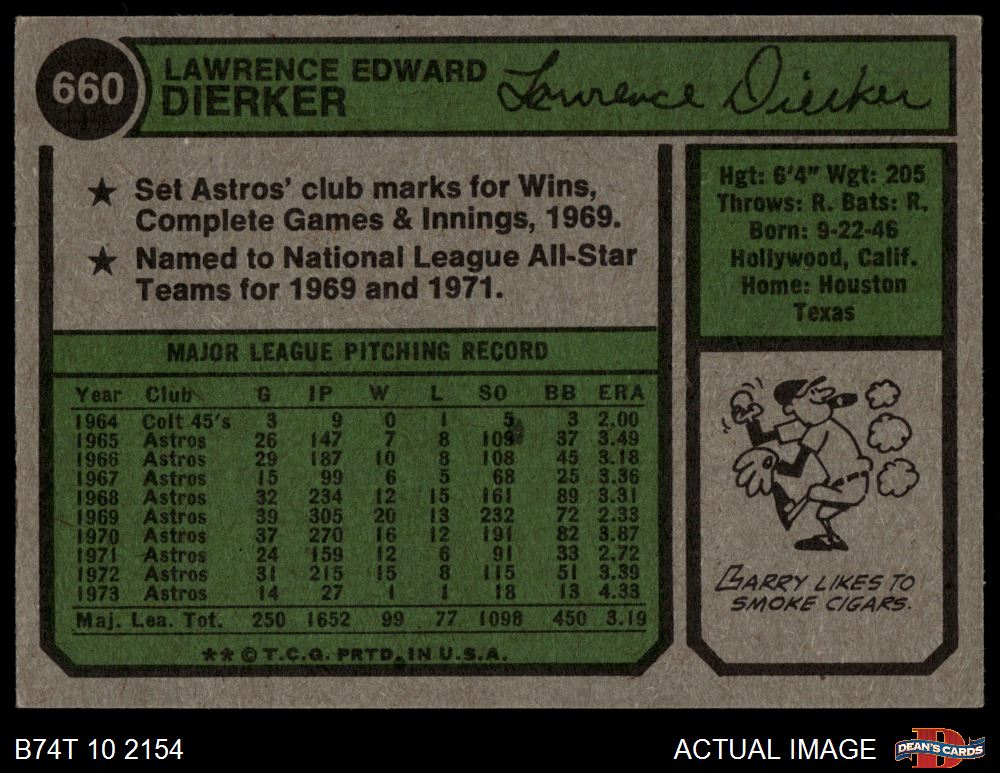 660
LAWRENCE EDWARD
DIERKER
Lawrence Dierker
★ Set Astros' club marks for Wins,
Complete Games & Innings, 1969.
★ Named to National League All-Star
Teams for 1969 and 1971.
Hgt: 6'4" Wgt: 205
Throws: R. Bats: R.
Born: 9-22-46
Hollywood, Calif.
Home: Houston
Texas
MAJOR LEAGUE PITCHING RECORD
Year Club G IP W L SO BB ERA
1964 Colt 45's 3 9 0 1 5 3 2.00
1965 Astros 26 147 7 8 109 37 3.49
1966 Astros 29 187 10 8 108 45 3.18
1967 Astros 15 99 6 5 68 25 3.36
1968 Astros 32 234 12 15 161 89 3.31
1969 Astros 39 305 20 13 232 72 2.33
1970 Astros 37 270 16 12 191 82 3.87
1971 Astros 24 159 12 6 91 33 2.72
1972 Astros 31 215 15 8 115 51 3.39
1973 Astros 14 27 1 1 18 13 4.33
Maj. Lea. Tot. 250 1652 99 77 1098 450 3.19
** © T.C.G. PRTD. IN U.S.A.
LARRY LIKES TO
SMOKE CIGARS.
B74T 10 2154
ACTUAL IMAGE
DEAN'S CARDS